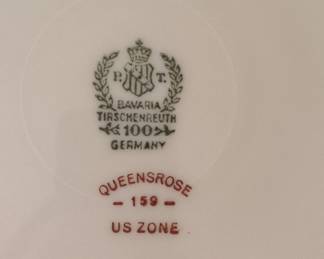 P. T.
BAVARIA
TIRSCHENREUTH
100
GERMANY
QUEENSROSE
- 159 -
US ZONE